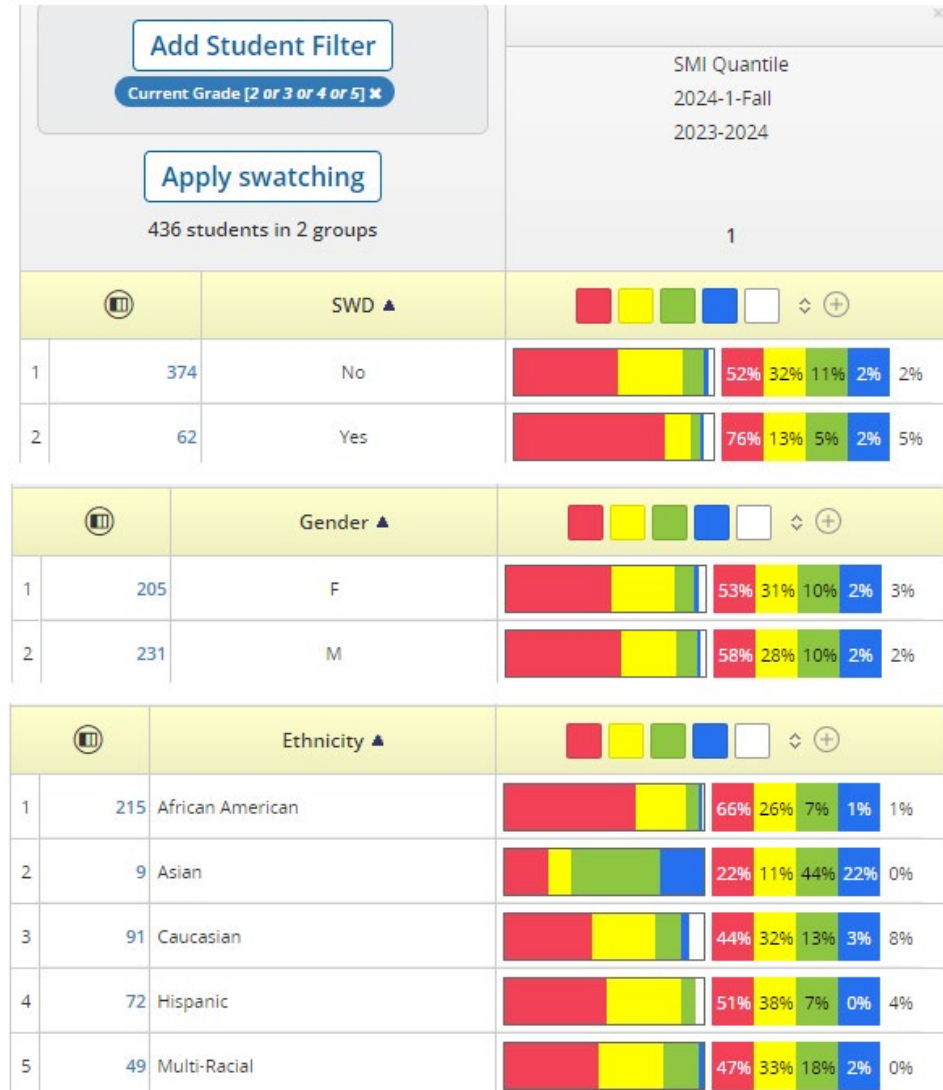 ×
Add Student Filter
Current Grade [2 or 3 or 4 or 5] ×
Apply swatching
436 students in 2 groups
SMI Quantile
2024-1-Fall
2023-2024
1
SWD ▲
1 374 No 52% 32% 11% 2% 2%
2 62 Yes 76% 13% 5% 2% 5%
Gender ▲
1 205 F 53% 31% 10% 2% 3%
2 231 M 58% 28% 10% 2% 2%
Ethnicity ▲
1 215 African American 66% 26% 7% 1% 1%
2 9 Asian 22% 11% 44% 22% 0%
3 91 Caucasian 44% 32% 13% 3% 8%
4 72 Hispanic 51% 38% 7% 0% 4%
5 49 Multi-Racial 47% 33% 18% 2% 0%